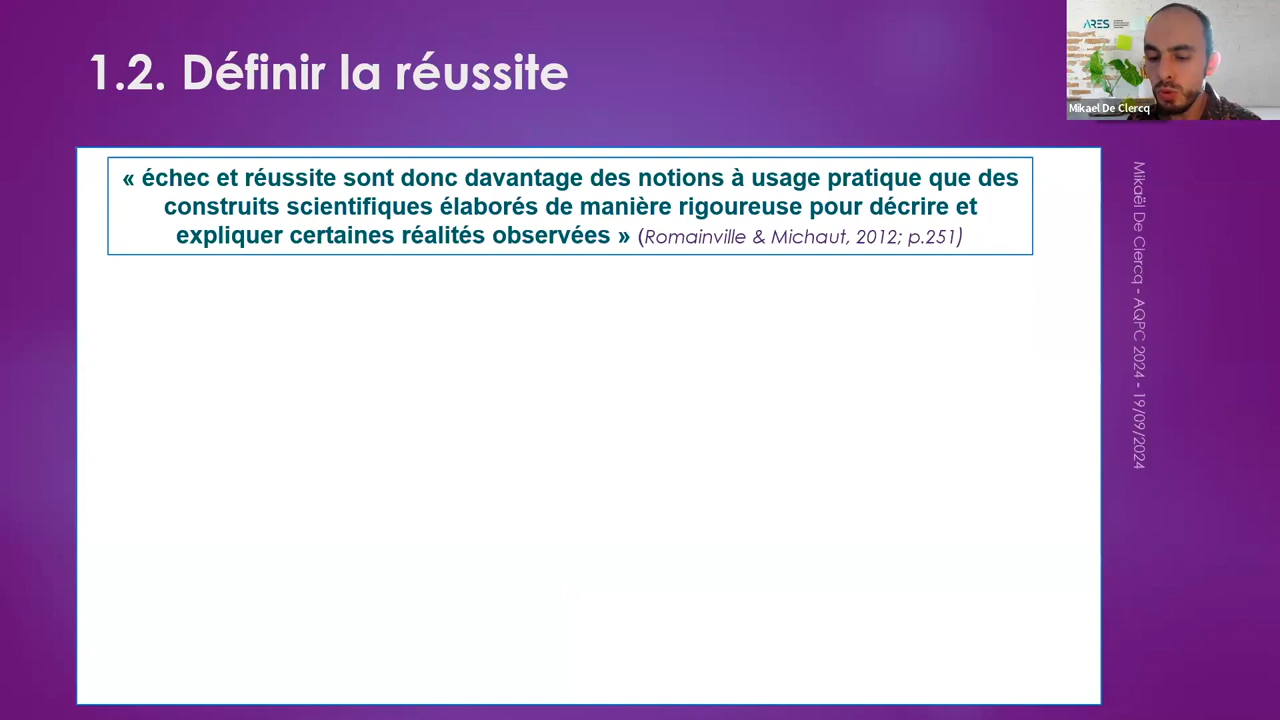 1.2. Définir la réussite
ARES
Mikael De Clercq
« échec et réussite sont donc davantage des notions à usage pratique que des
construits scientifiques élaborés de manière rigoureuse pour décrire et
expliquer certaines réalités observées » (Romainville & Michaut, 2012; p.251)
Mikaël De Clercq - AQPC 2024 - 19/09/2024